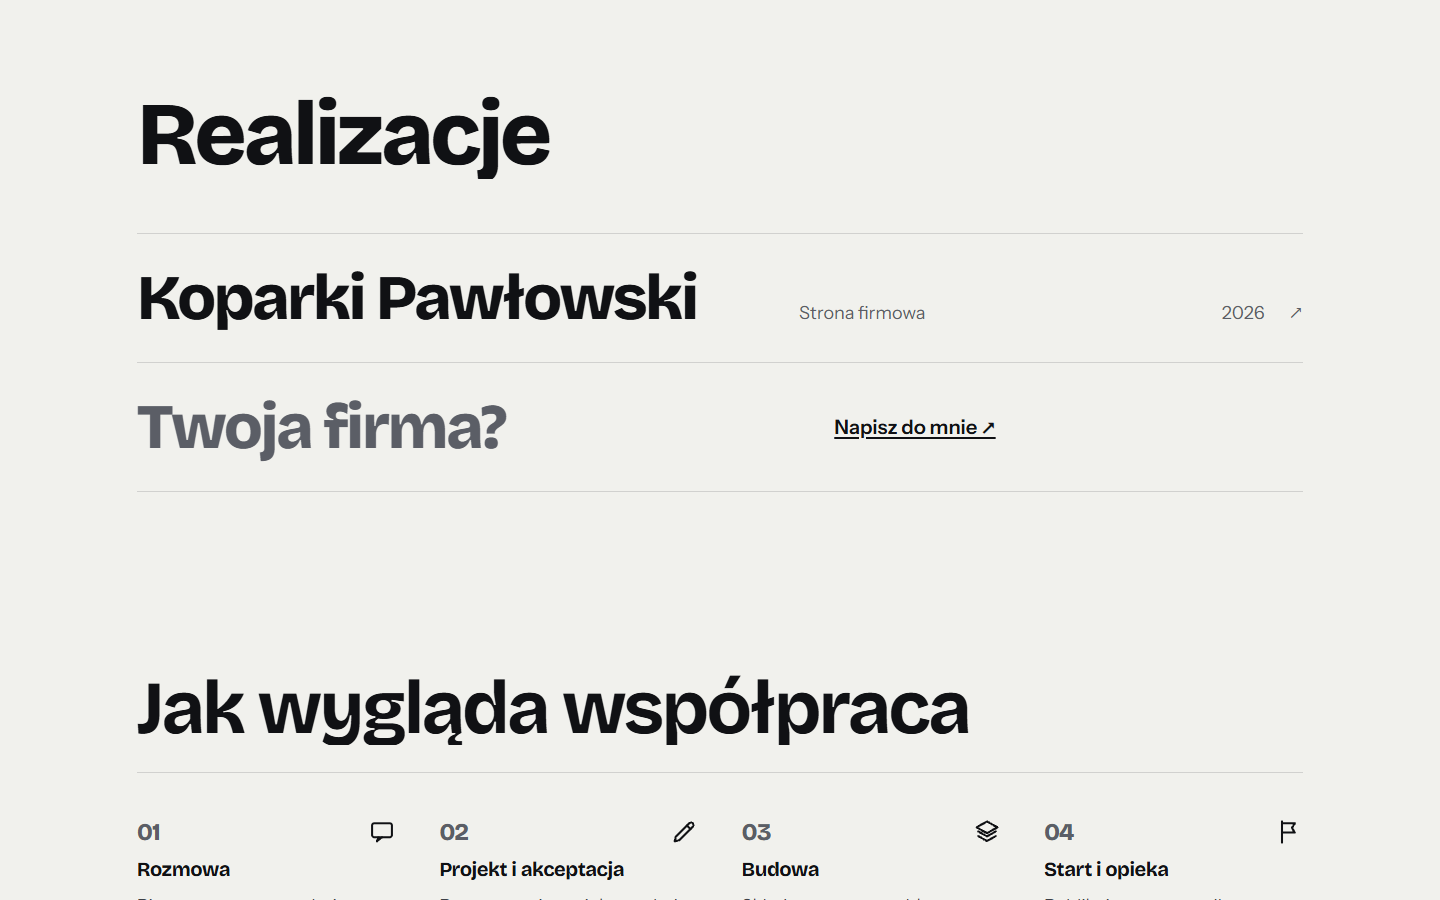 Realizacje
Koparki Pawłowski
Strona firmowa
2026 ↗
Twoja firma?
Napisz do mnie ↗
Jak wygląda współpraca
01
02
03
04
Rozmowa
Projekt i akceptacja
Budowa
Start i opieka